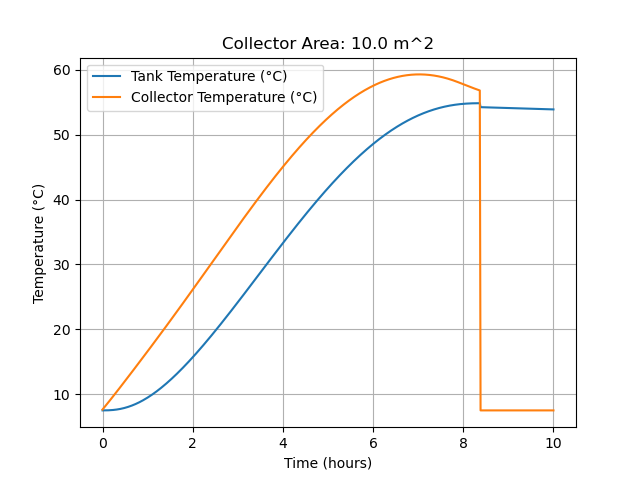 Collector Area: 10.0 m^2
Tank Temperature (°C)
Collector Temperature (°C)
60
50
40
30
20
10
Temperature (°C)
0 2 4 6 8 10
Time (hours)